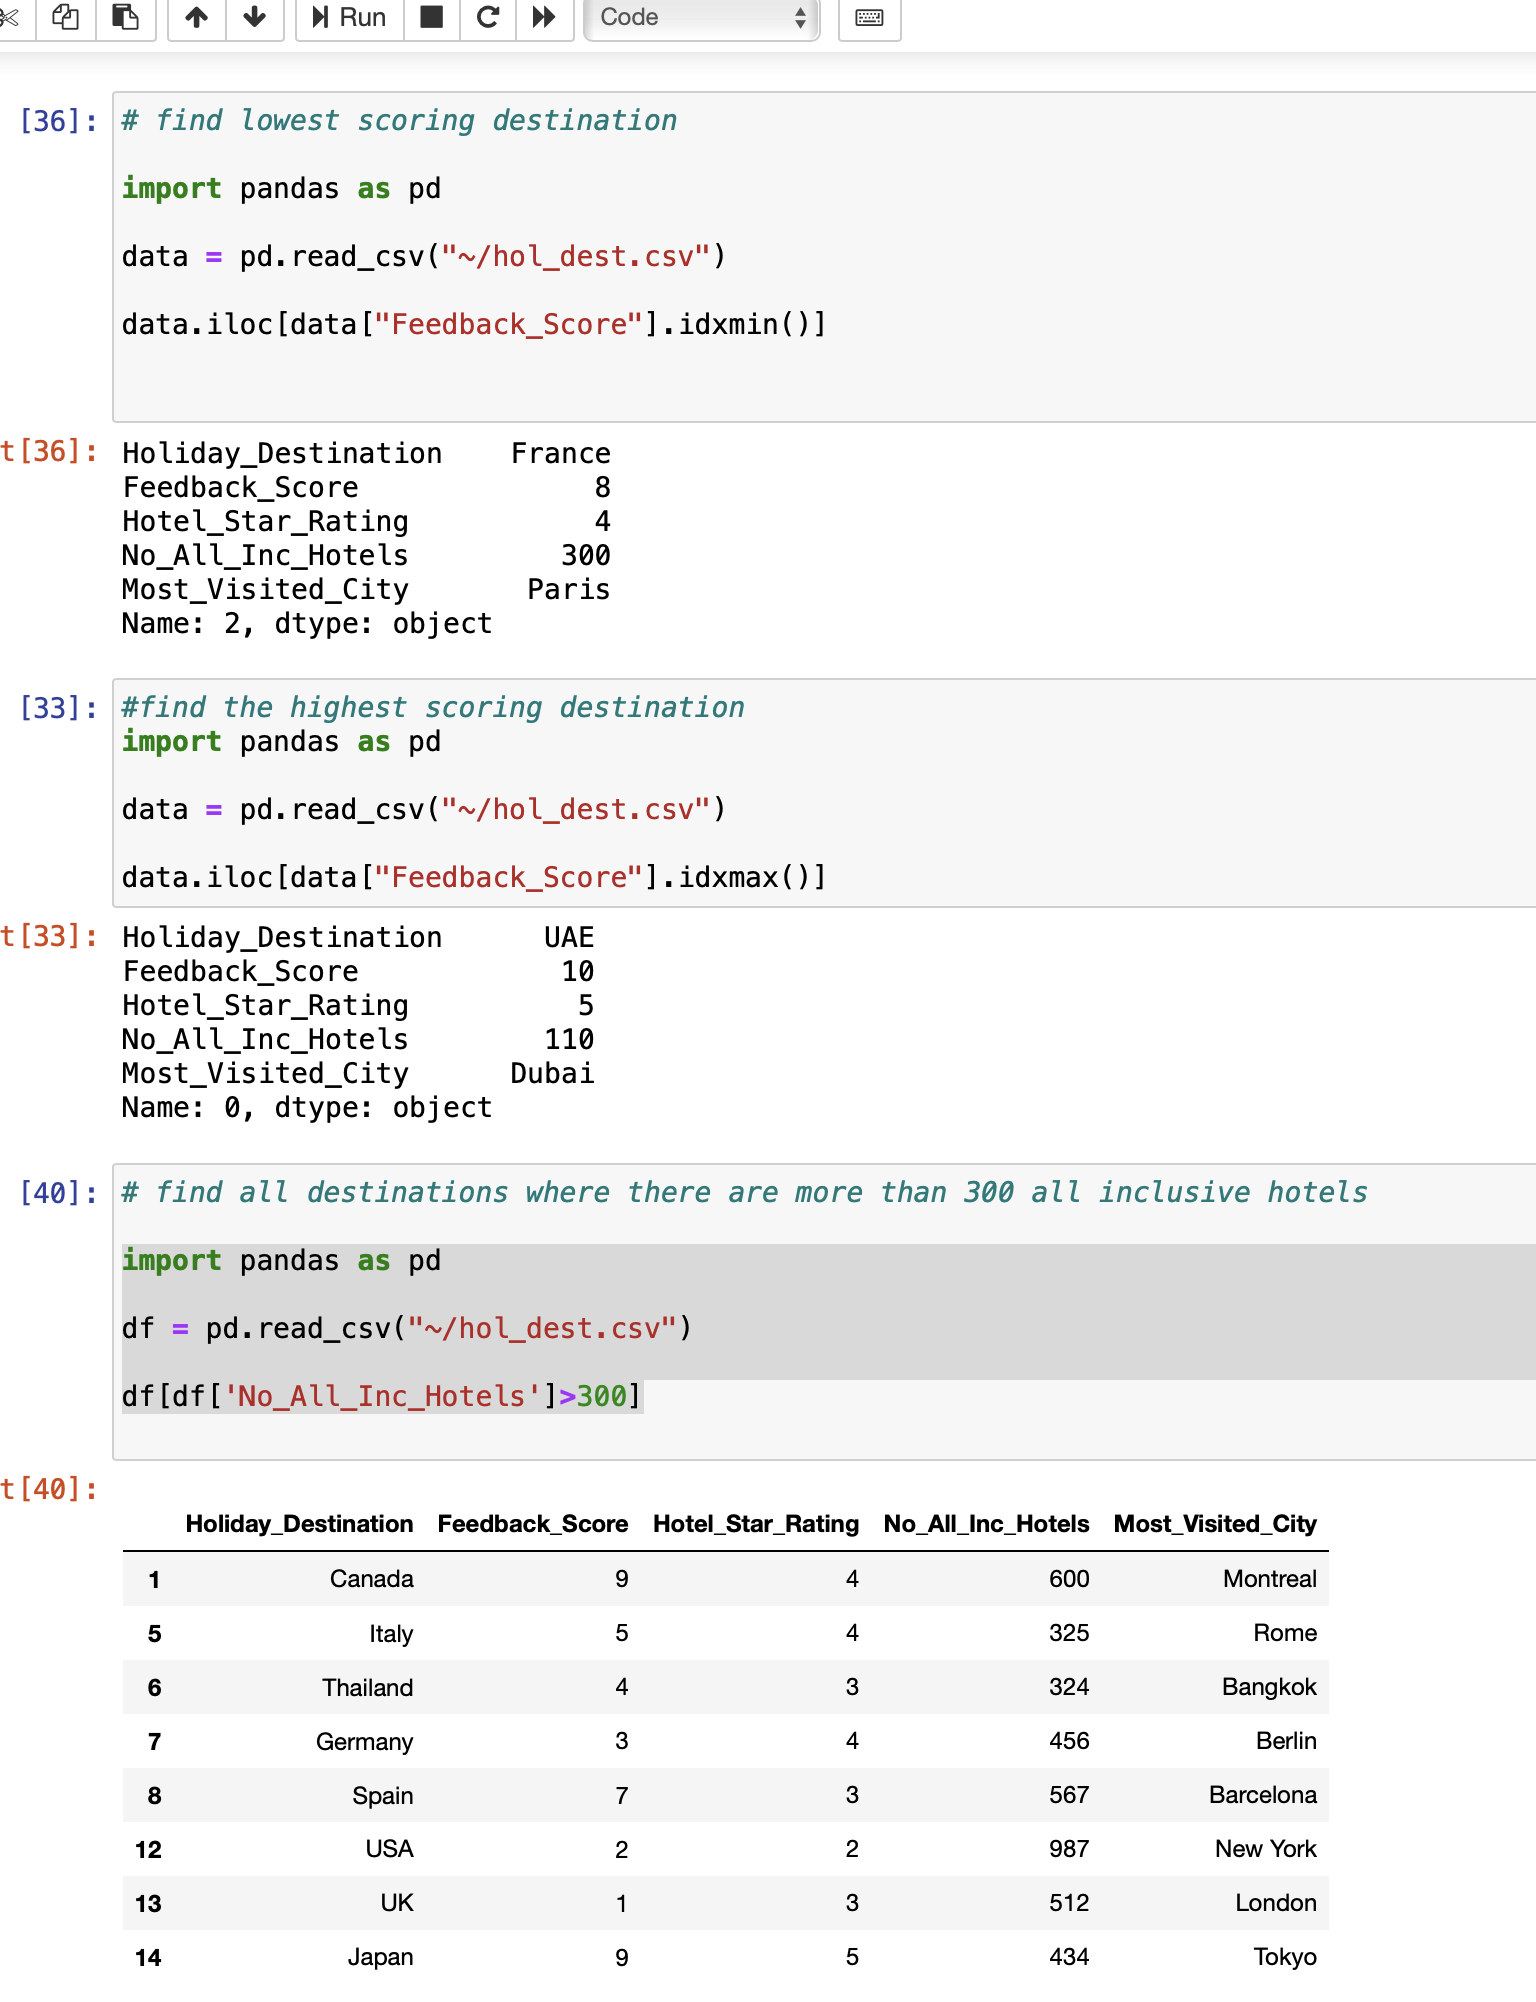 Run
Code
[36]:
# find lowest scoring destination
import pandas as pd
data = pd.read_csv("~/hol_dest.csv")
data.iloc[data["Feedback_Score"].idxmin()]
t[36]:
Holiday_Destination    France
Feedback_Score              8
Hotel_Star_Rating           4
No_All_Inc_Hotels         300
Most_Visited_City       Paris
Name: 2, dtype: object
[33]:
#find the highest scoring destination
import pandas as pd
data = pd.read_csv("~/hol_dest.csv")
data.iloc[data["Feedback_Score"].idxmax()]
t[33]:
Holiday_Destination      UAE
Feedback_Score            10
Hotel_Star_Rating          5
No_All_Inc_Hotels        110
Most_Visited_City      Dubai
Name: 0, dtype: object
[40]:
# find all destinations where there are more than 300 all inclusive hotels
import pandas as pd
df = pd.read_csv("~/hol_dest.csv")
df[df['No_All_Inc_Hotels']>300]
t[40]:
Holiday_Destination Feedback_Score Hotel_Star_Rating No_All_Inc_Hotels Most_Visited_City
1 Canada 9 4 600 Montreal
5 Italy 5 4 325 Rome
6 Thailand 4 3 324 Bangkok
7 Germany 3 4 456 Berlin
8 Spain 7 3 567 Barcelona
12 USA 2 2 987 New York
13 UK 1 3 512 London
14 Japan 9 5 434 Tokyo